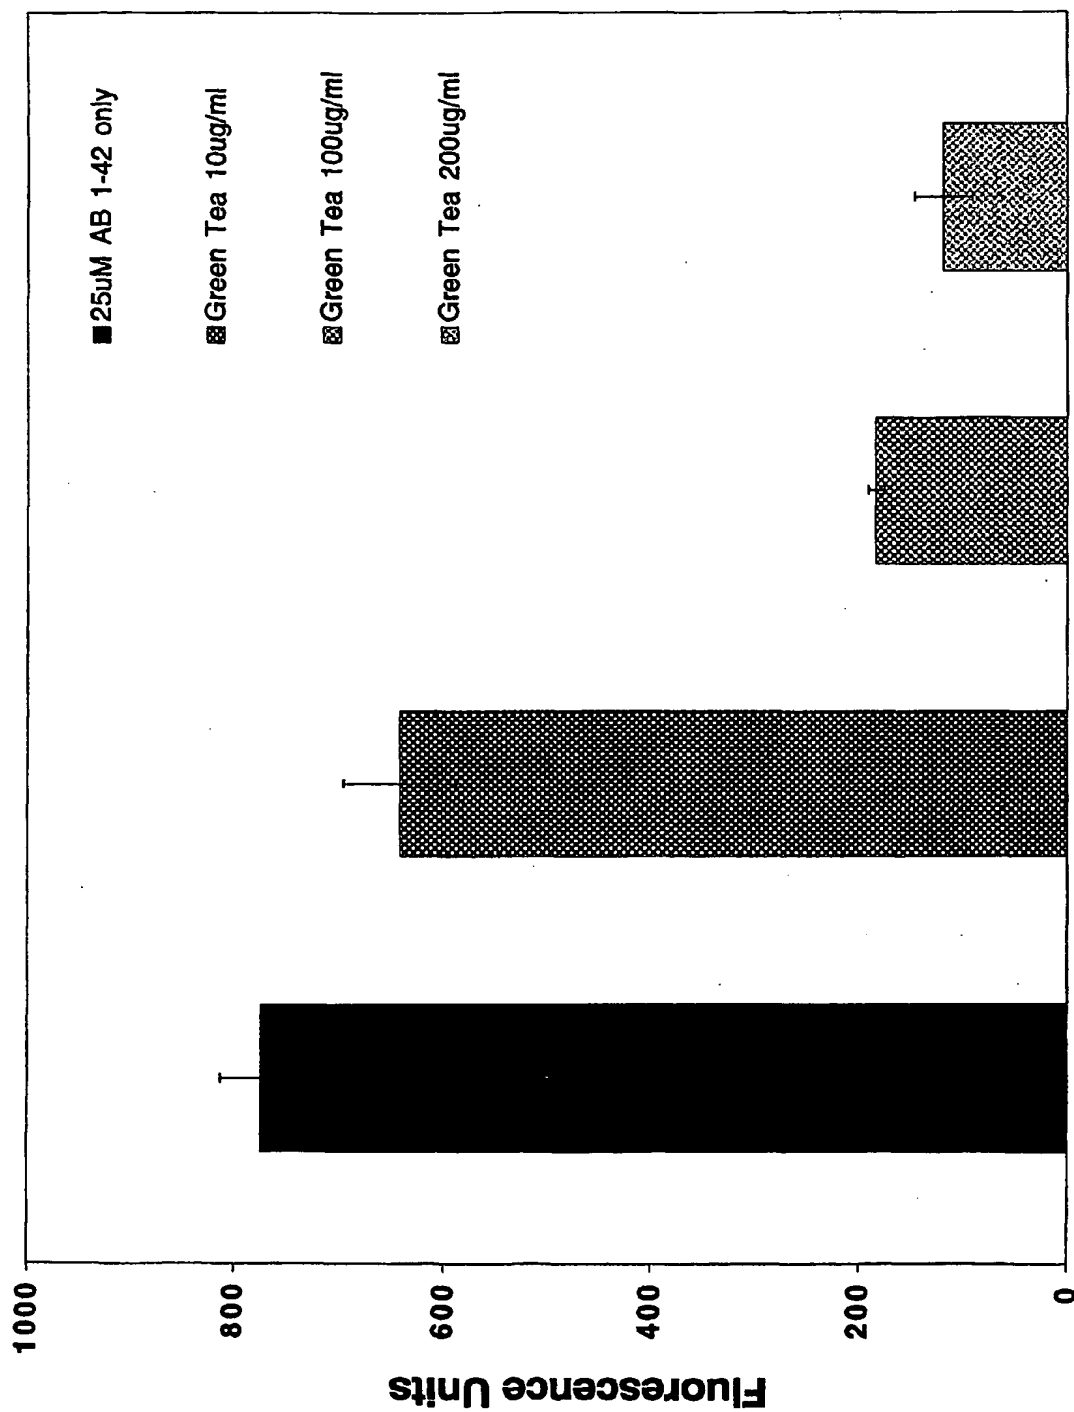 Fluorescence Units
1000
800
600
400
200
0
25uM AB 1-42 only
Green Tea 10ug/ml
Green Tea 100ug/ml
Green Tea 200ug/ml